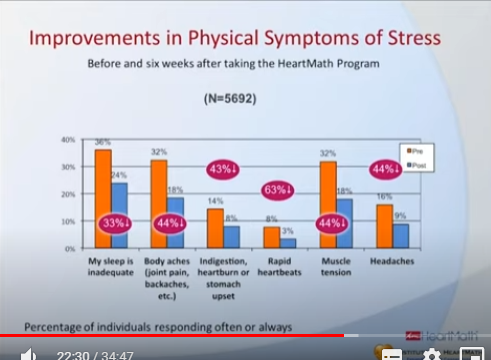 Improvements in Physical Symptoms of Stress
Before and six weeks after taking the HeartMath Program
(N=5692)
40%
30%
20%
10%
0%
36%
24%
33%↓
32%
18%
44%↓
43%↓
14%
8%
63%↓
8%
3%
32%
18%
44%↓
44%↓
16%
9%
Pre
Post
My sleep is
inadequate
Body aches
(joint pain,
backaches,
etc.)
Indigestion,
heartburn or
stomach
upset
Rapid
heartbeats
Muscle
tension
Headaches
Percentage of individuals responding often or always
HeartMath
22:30 / 34:47